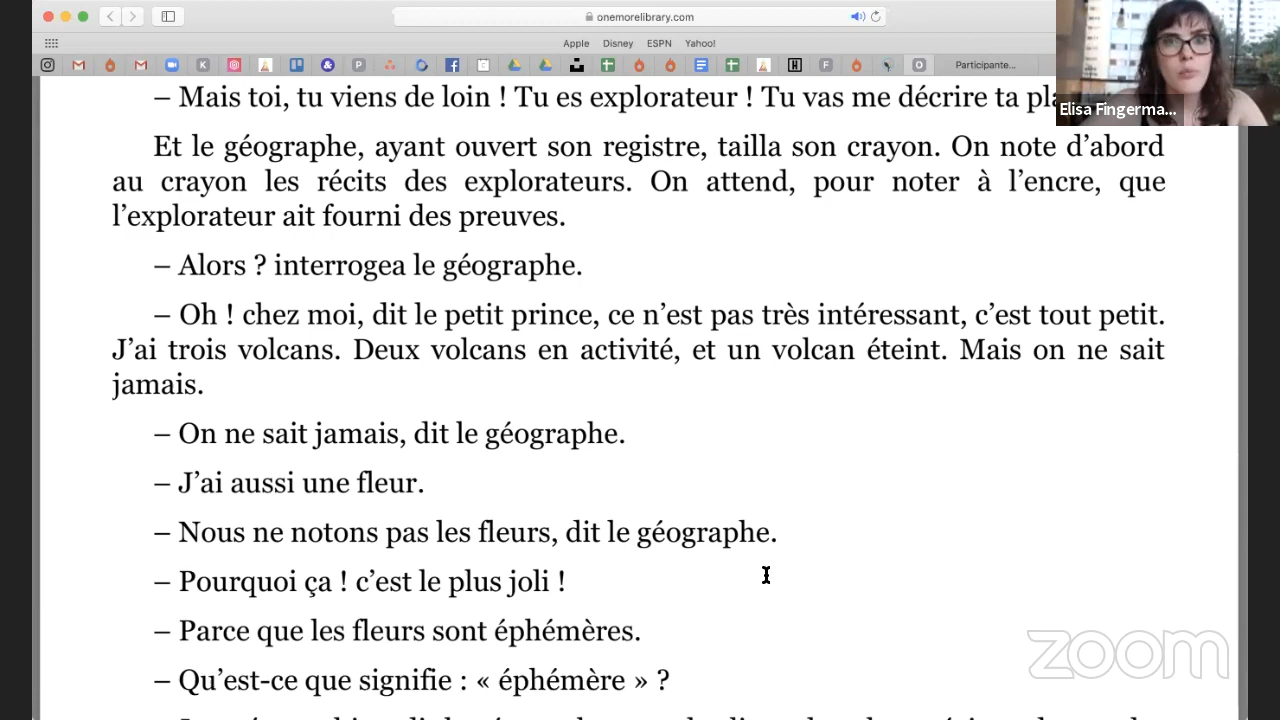 onemorelibrary.com
Apple Disney ESPN Yahoo!
Participante...
Elisa Fingerma...
– Mais toi, tu viens de loin ! Tu es explorateur ! Tu vas me décrire ta
Et le géographe, ayant ouvert son registre, tailla son crayon. On note d’abord
au crayon les récits des explorateurs. On attend, pour noter à l’encre, que
l’explorateur ait fourni des preuves.
– Alors ? interrogea le géographe.
– Oh ! chez moi, dit le petit prince, ce n’est pas très intéressant, c’est tout petit.
J’ai trois volcans. Deux volcans en activité, et un volcan éteint. Mais on ne sait
jamais.
– On ne sait jamais, dit le géographe.
– J’ai aussi une fleur.
– Nous ne notons pas les fleurs, dit le géographe.
– Pourquoi ça ! c’est le plus joli !
– Parce que les fleurs sont éphémères.
– Qu’est-ce que signifie : « éphémère » ?
zoom